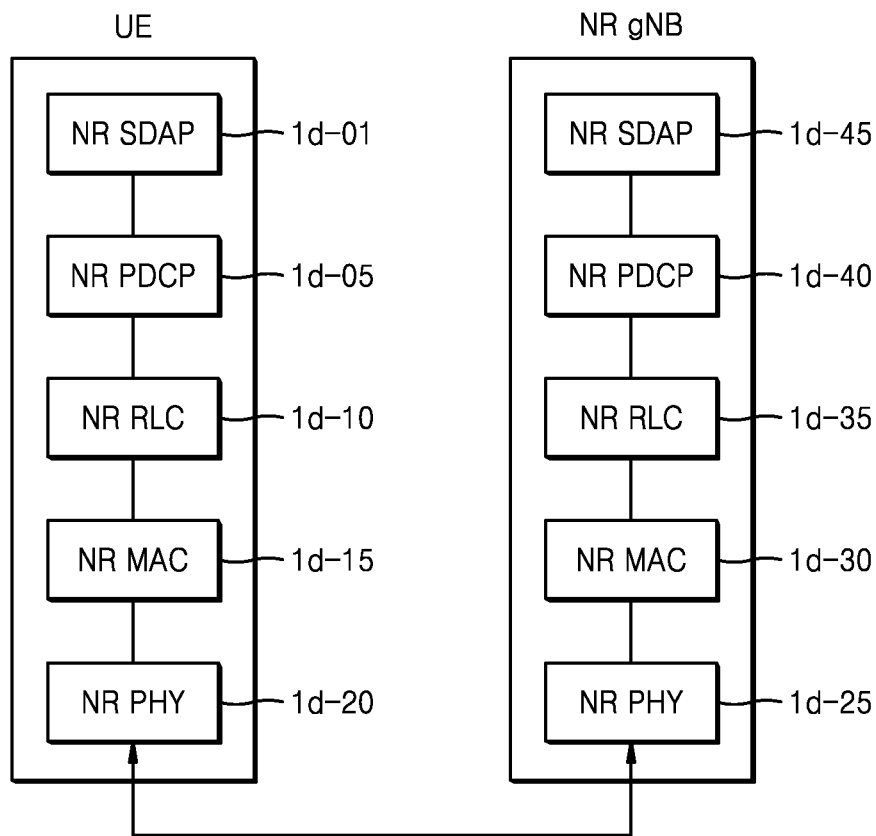 UE
NR gNB
NR SDAP 1d-01
NR SDAP 1d-45
NR PDCP 1d-05
NR PDCP 1d-40
NR RLC 1d-10
NR RLC 1d-35
NR MAC 1d-15
NR MAC 1d-30
NR PHY 1d-20
NR PHY 1d-25